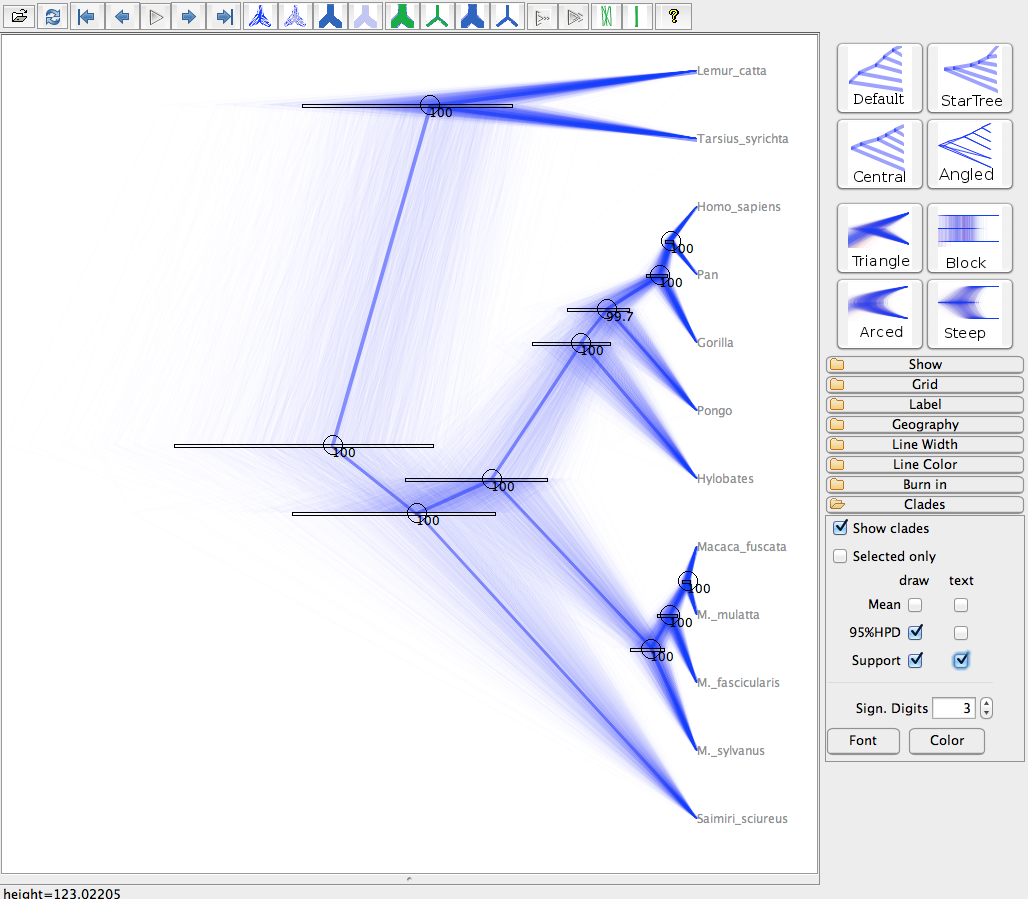 Lemur_catta
100
Tarsius_syrichta
Homo_sapiens
100
Pan
100
99.7
Gorilla
100
Pongo
100
Hylobates
100
100
Macaca_fuscata
100
M._mulatta
100
100
M._fascicularis
M._sylvanus
Saimiri_sciureus
height=123.02205
?
Default
StarTree
Central
Angled
Triangle
Block
Arced
Steep
Show
Grid
Label
Geography
Line Width
Line Color
Burn in
Clades
Show clades
Selected only
draw text
Mean
95%HPD
Support
Sign. Digits 3
Font
Color